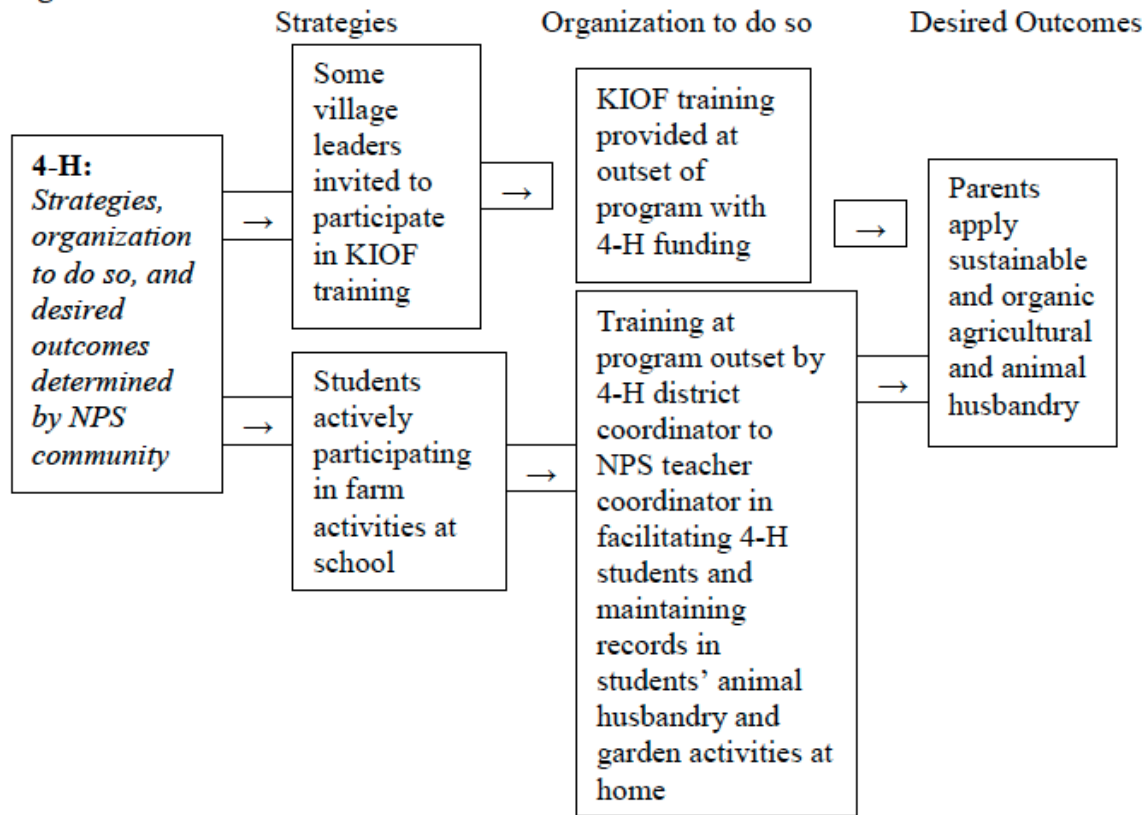 Strategies
Organization to do so
Desired Outcomes
4-H:
Strategies,
organization
to do so, and
desired
outcomes
determined
by NPS
community
→
→
Some
village
leaders
invited to
participate
in KIOF
training
→
Students
actively
participating
in farm
activities at
school
→
KIOF training
provided at
outset of
program with
4-H funding
→
Training at
program outset by
4-H district
coordinator to
NPS teacher
coordinator in
facilitating 4-H
students and
maintaining
records in
students’ animal
husbandry and
garden activities at
home
→
Parents
apply
sustainable
and organic
agricultural
and animal
husbandry